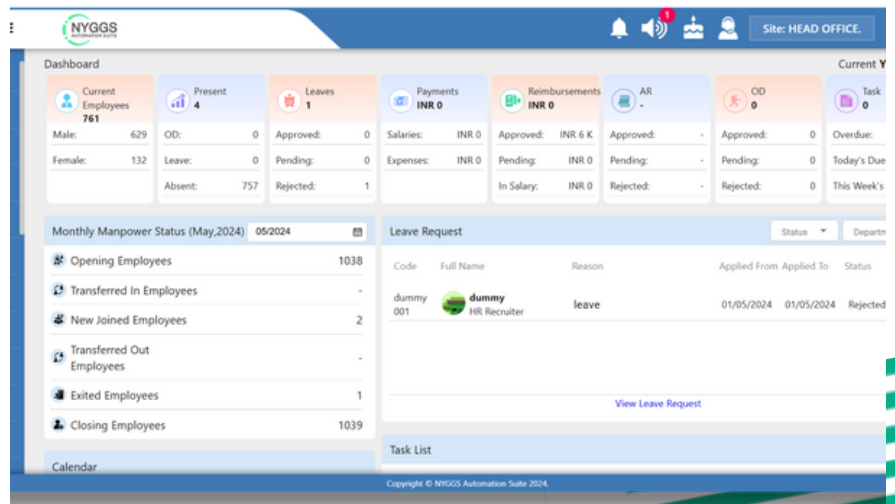 NYGGS
AUTOMATION SUITE
1
Site: HEAD OFFICE.
Dashboard
Current Y
Current Employees
761
Male: 629
Female: 132
Present
4
OD: 0
Leave: 0
Absent: 757
Leaves
1
Approved: 0
Pending: 0
Rejected: 1
Payments
INR 0
Salaries: INR 0
Expenses: INR 0
Reimbursements
INR 0
Approved: INR 6 K
Pending: INR 0
In Salary: INR 0
AR
-
Approved: -
Pending: -
Rejected: -
OD
0
Approved: 0
Pending: 0
Rejected: 0
Task
0
Overdue:
Today's Due
This Week's
Monthly Manpower Status (May,2024) 05/2024
Opening Employees 1038
Transferred In Employees -
New Joined Employees 2
Transferred Out
Employees -
Exited Employees 1
Closing Employees 1039
Calendar
Leave Request Status Departm
Code Full Name Reason Applied From Applied To Status
dummy 001 dummy HR Recruiter leave 01/05/2024 01/05/2024 Rejected
View Leave Request
Task List
Copyright © NYGGS Automation Suite 2024.